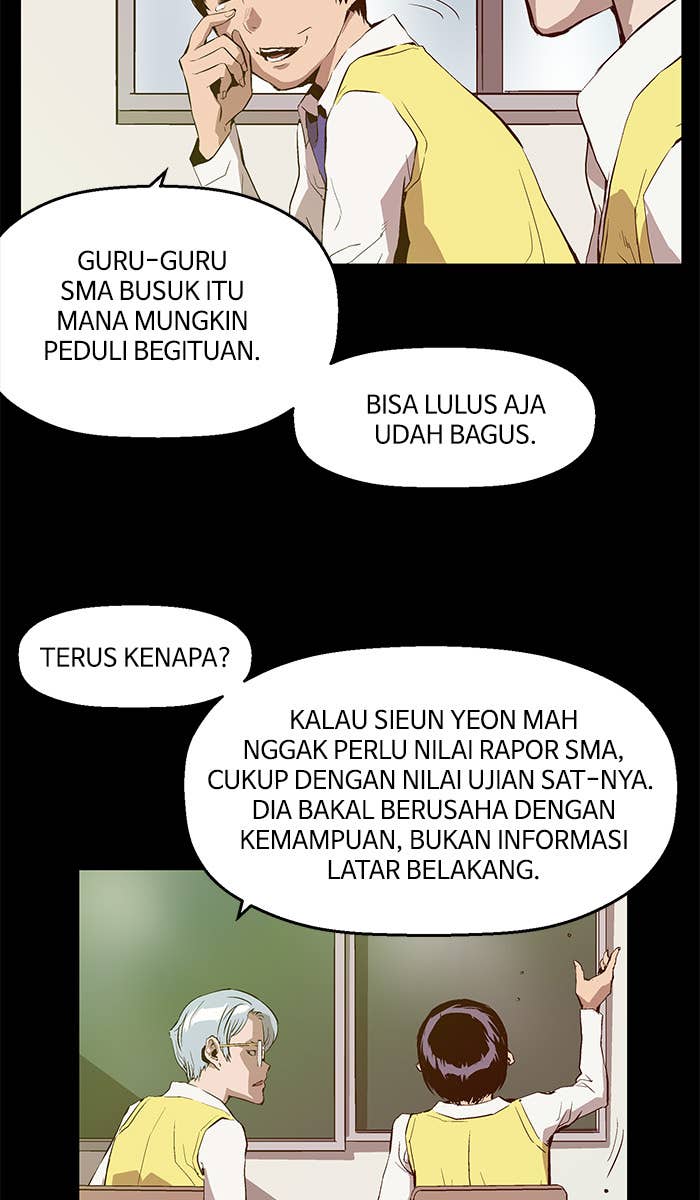 GURU-GURU
SMA BUSUK ITU
MANA MUNGKIN
PEDULI BEGITUAN.
BISA LULUS AJA
UDAH BAGUS.
TERUS KENAPA?
KALAU SIEUN YEON MAH
NGGAK PERLU NILAI RAPOR SMA,
CUKUP DENGAN NILAI UJIAN SAT-NYA.
DIA BAKAL BERUSAHA DENGAN
KEMAMPUAN, BUKAN INFORMASI
LATAR BELAKANG.